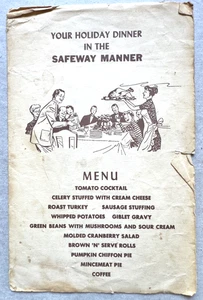 YOUR HOLIDAY DINNER
IN THE
SAFEWAY MANNER
MENU
TOMATO COCKTAIL
CELERY STUFFED WITH CREAM CHEESE
ROAST TURKEY SAUSAGE STUFFING
WHIPPED POTATOES GIBLET GRAVY
GREEN BEANS WITH MUSHROOMS AND SOUR CREAM
MOLDED CRANBERRY SALAD
BROWN 'N' SERVE ROLLS
PUMPKIN CHIFFON PIE
MINCEMEAT PIE
COFFEE